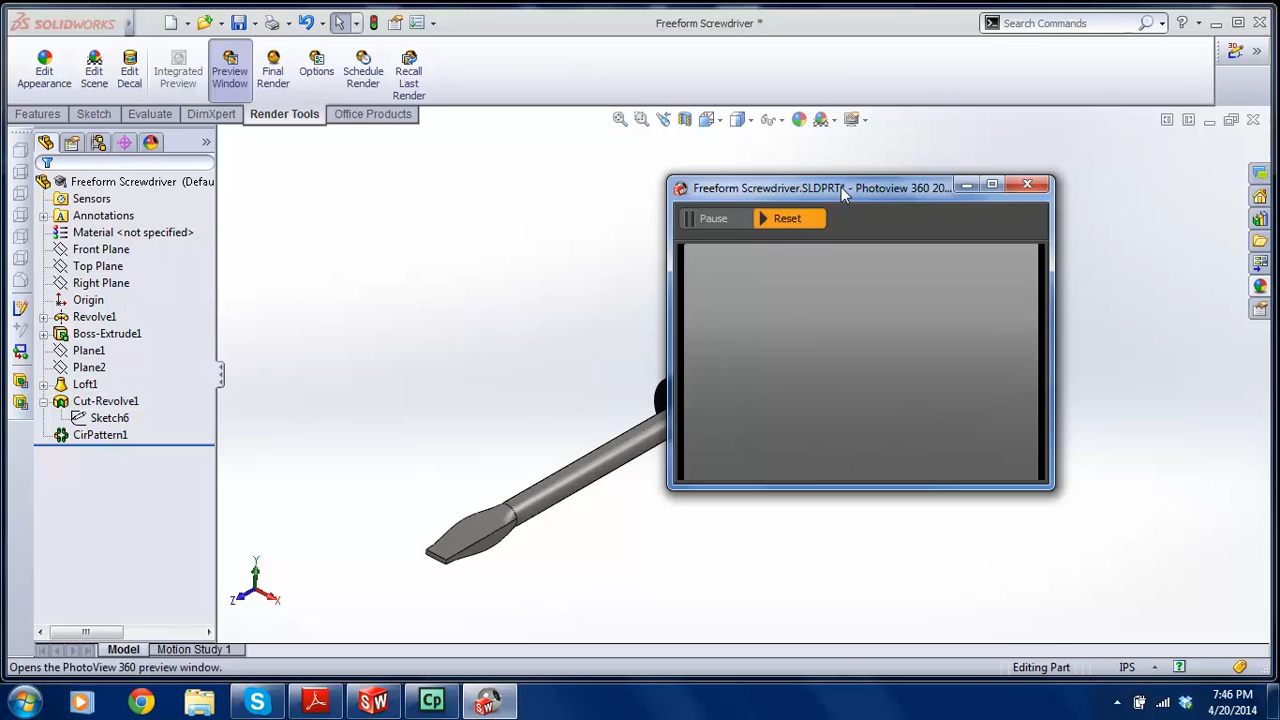 SOLIDWORKS
Freeform Screwdriver *
Search Commands
Edit Appearance
Edit Scene
Edit Decal
Integrated Preview
Preview Window
Final Render
Options
Schedule Render
Recall Last Render
Features
Sketch
Evaluate
DimXpert
Render Tools
Office Products
Freeform Screwdriver (Defau
Sensors
Annotations
Material <not specified>
Front Plane
Top Plane
Right Plane
Origin
Revolve1
Boss-Extrude1
Plane1
Plane2
Loft1
Cut-Revolve1
Sketch6
CirPattern1
Freeform Screwdriver.SLDPRT* - Photoview 360 20...
Pause
Reset
Y
Z
X
Model
Motion Study 1
Opens the PhotoView 360 preview window.
Editing Part
IPS
7:46 PM
4/20/2014